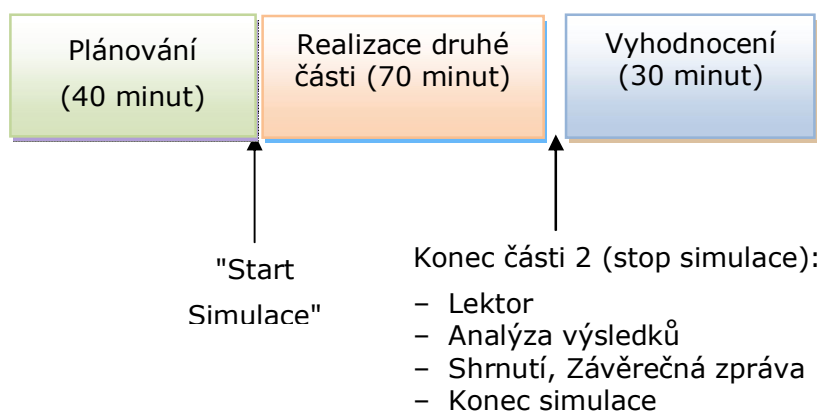 Plánování
(40 minut)
Realizace druhé
části (70 minut)
Vyhodnocení
(30 minut)
"Start
Simulace"
Konec části 2 (stop simulace):
– Lektor
– Analýza výsledků
– Shrnutí, Závěrečná zpráva
– Konec simulace